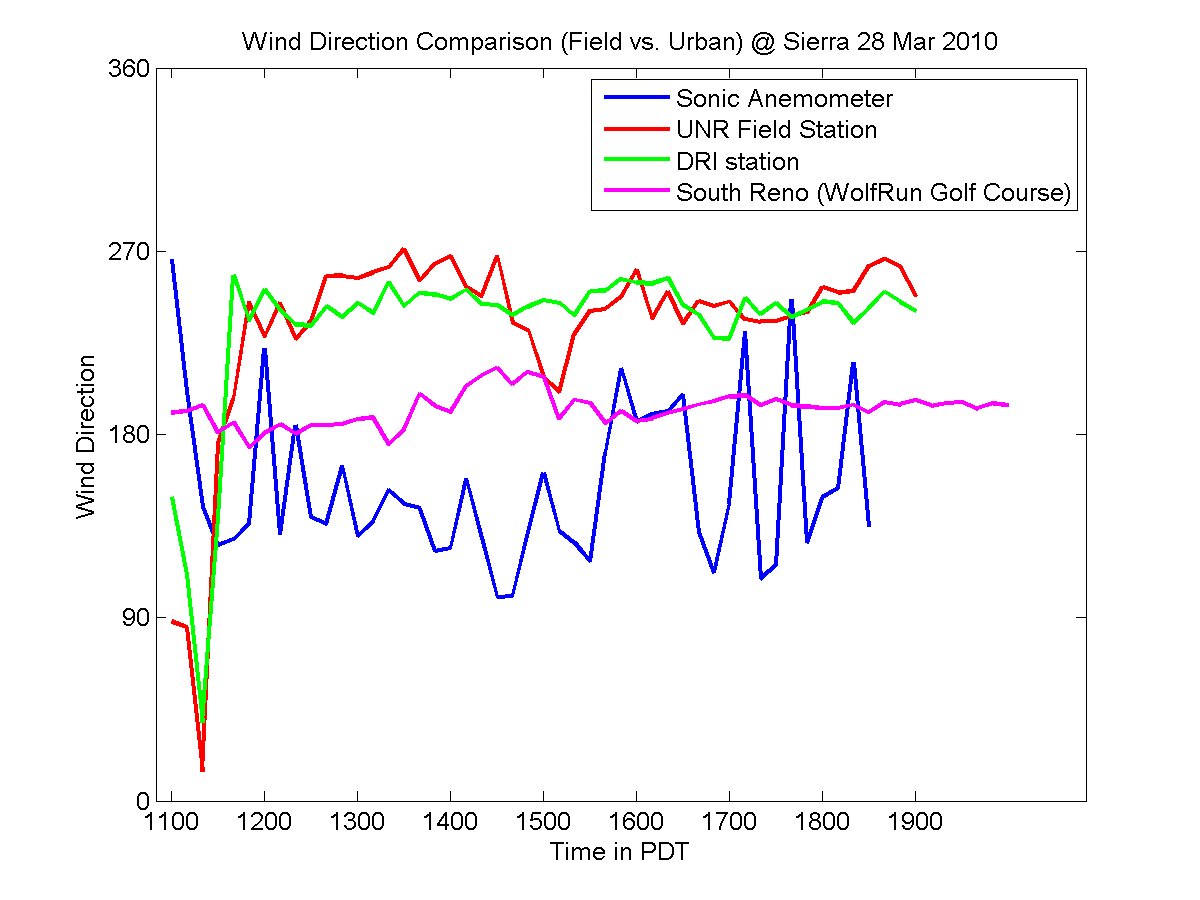 Wind Direction Comparison (Field vs. Urban) @ Sierra 28 Mar 2010
360
270
180
90
0
Wind Direction
Sonic Anemometer
UNR Field Station
DRI station
South Reno (WolfRun Golf Course)
1100 1200 1300 1400 1500 1600 1700 1800 1900
Time in PDT